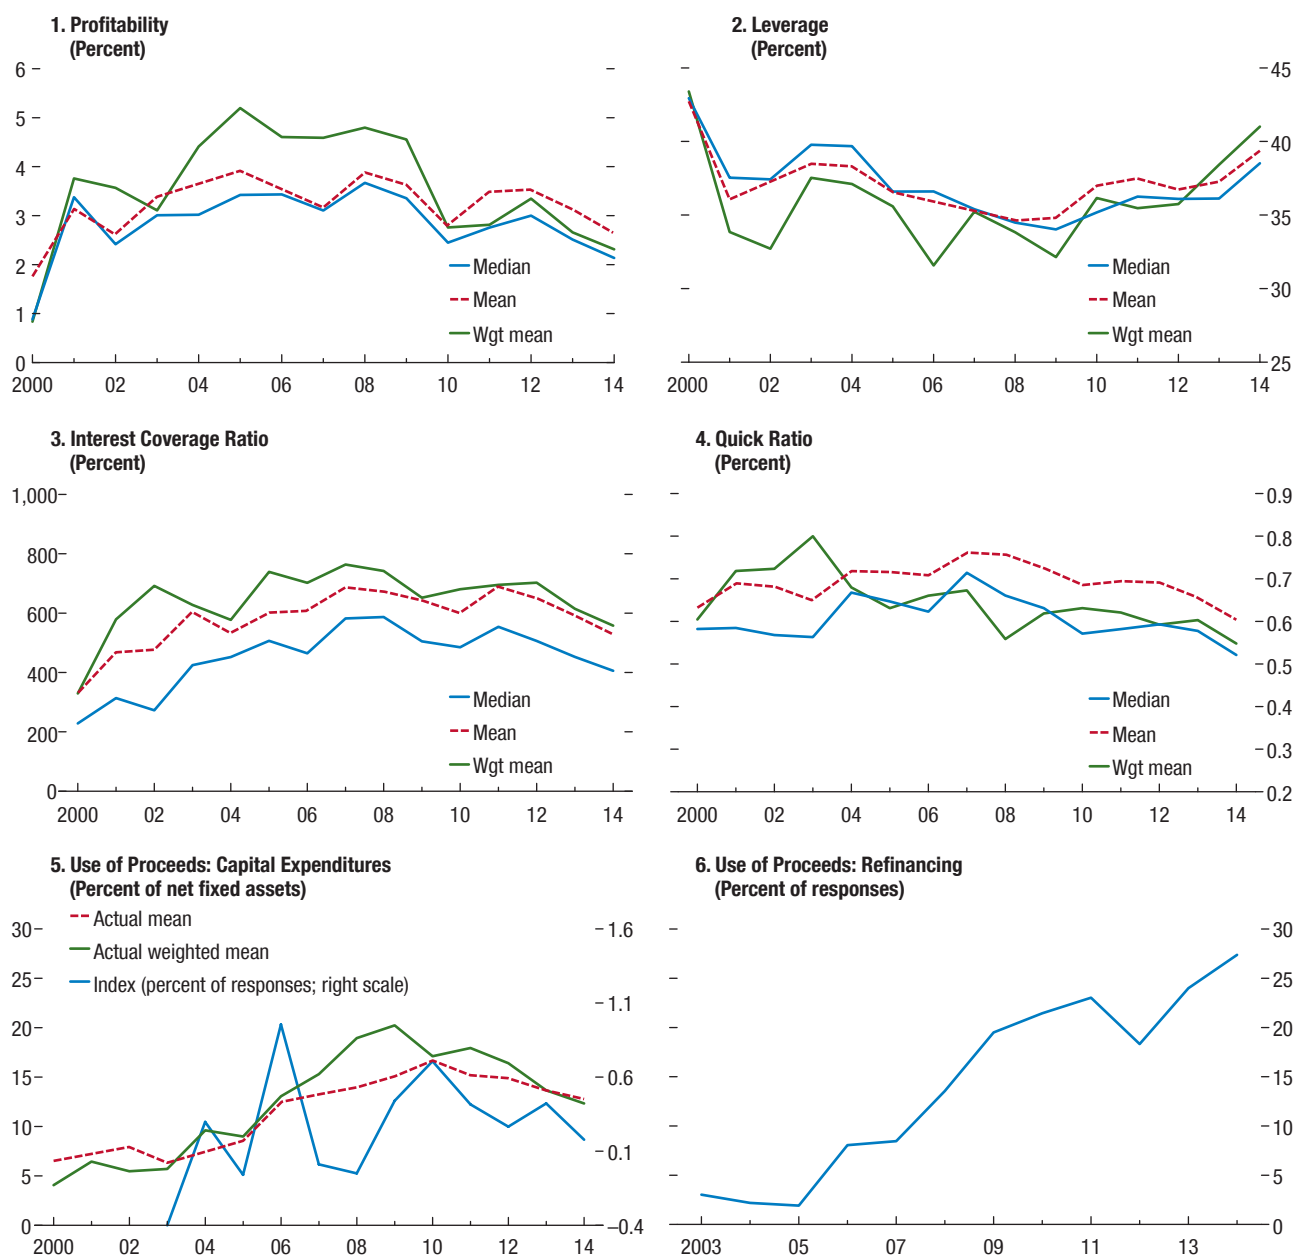 1. Profitability
(Percent)
6
5
4
3
2
1
0
Median
Mean
Wgt mean
2000 02 04 06 08 10 12 14
2. Leverage
(Percent)
45
40
35
30
25
Median
Mean
Wgt mean
2000 02 04 06 08 10 12 14
3. Interest Coverage Ratio
(Percent)
1,000
800
600
400
200
0
Median
Mean
Wgt mean
2000 02 04 06 08 10 12 14
4. Quick Ratio
(Percent)
0.9
0.8
0.7
0.6
0.5
0.4
0.3
0.2
Median
Mean
Wgt mean
2000 02 04 06 08 10 12 14
5. Use of Proceeds: Capital Expenditures
(Percent of net fixed assets)
Actual mean
Actual weighted mean
Index (percent of responses; right scale)
30
25
20
15
10
5
0
1.6
1.1
0.6
0.1
–0.4
2000 02 04 06 08 10 12 14
6. Use of Proceeds: Refinancing
(Percent of responses)
30
25
20
15
10
5
0
2003 05 07 09 11 13